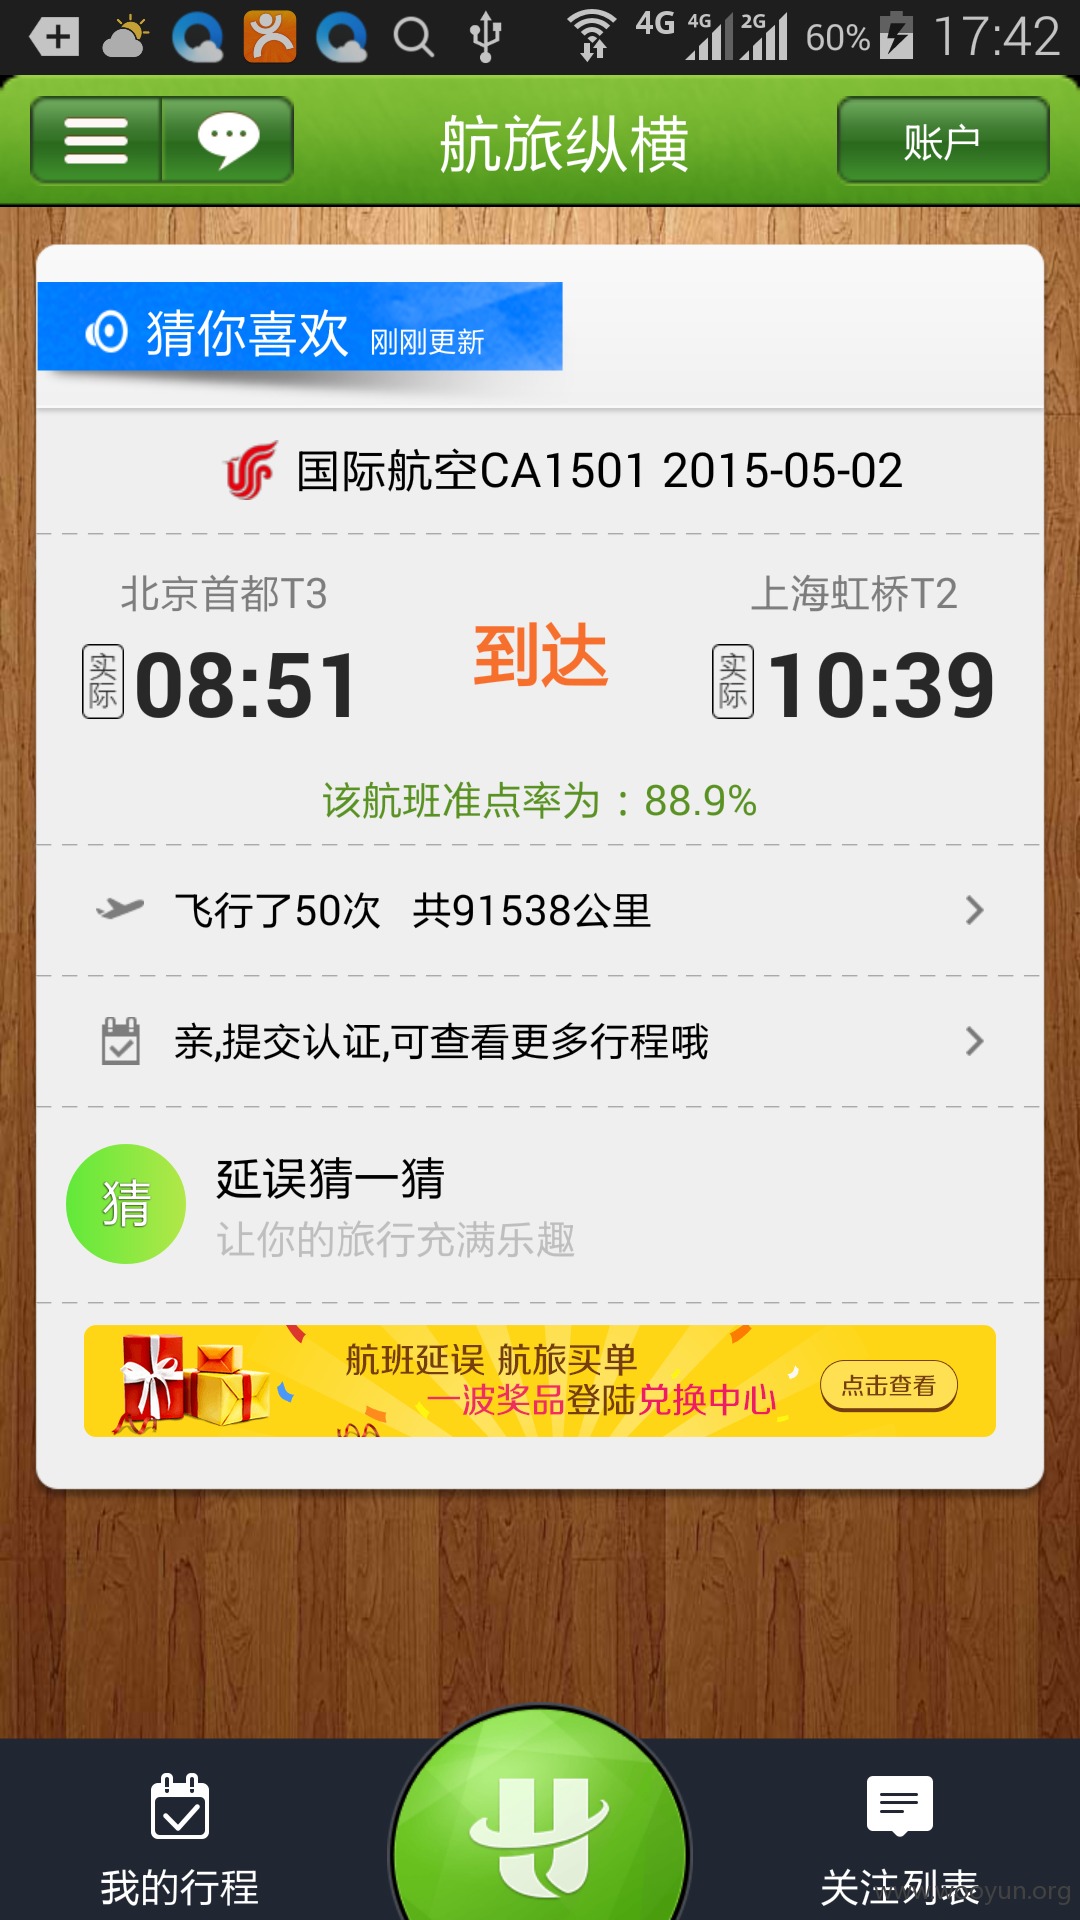 4G 4G 2G 60% 17:42
航旅纵横
账户
猜你喜欢 刚刚更新
国际航空CA1501 2015-05-02
北京首都T3
上海虹桥T2
实际 08:51
到达
实际 10:39
该航班准点率为：88.9%
飞行了50次 共91538公里
亲,提交认证,可查看更多行程哦
猜
延误猜一猜
让你的旅行充满乐趣
航班延误 航旅买单
一波奖品登陆兑换中心
点击查看
我的行程
关注列表
www.wooyun.org